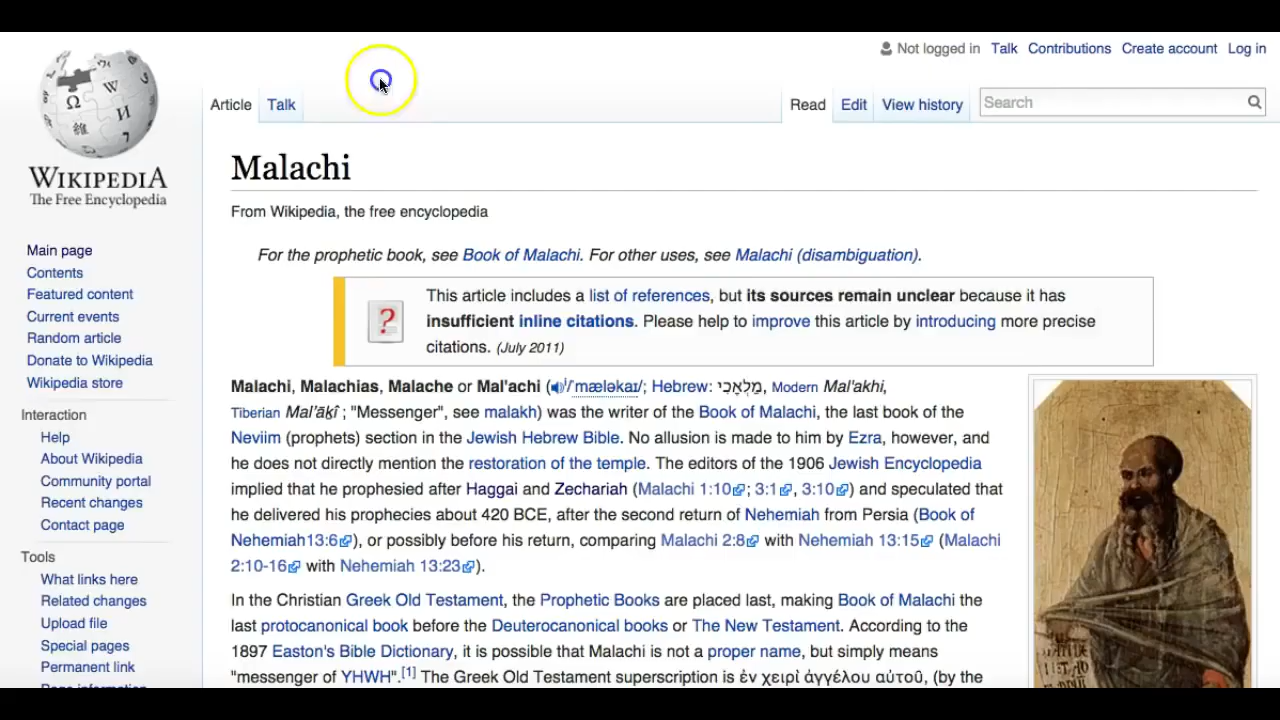 Not logged in Talk Contributions Create account Log in
Article Talk Read Edit View history Search
WIKIPEDIA
The Free Encyclopedia
Main page
Contents
Featured content
Current events
Random article
Donate to Wikipedia
Wikipedia store
Interaction
Help
About Wikipedia
Community portal
Recent changes
Contact page
Tools
What links here
Related changes
Upload file
Special pages
Permanent link
Page information
Malachi
From Wikipedia, the free encyclopedia
For the prophetic book, see Book of Malachi. For other uses, see Malachi (disambiguation).
This article includes a list of references, but its sources remain unclear because it has
insufficient inline citations. Please help to improve this article by introducing more precise
citations. (July 2011)
Malachi, Malachias, Malache or Mal'achi (/ˈmæləkaɪ/; Hebrew: מַלְאָכִי, Modern Mal'akhi,
Tiberian Mal'āḵî ; "Messenger", see malakh) was the writer of the Book of Malachi, the last book of the
Neviim (prophets) section in the Jewish Hebrew Bible. No allusion is made to him by Ezra, however, and
he does not directly mention the restoration of the temple. The editors of the 1906 Jewish Encyclopedia
implied that he prophesied after Haggai and Zechariah (Malachi 1:10; 3:1, 3:10) and speculated that
he delivered his prophecies about 420 BCE, after the second return of Nehemiah from Persia (Book of
Nehemiah13:6), or possibly before his return, comparing Malachi 2:8 with Nehemiah 13:15 (Malachi
2:10-16 with Nehemiah 13:23).
In the Christian Greek Old Testament, the Prophetic Books are placed last, making Book of Malachi the
last protocanonical book before the Deuterocanonical books or The New Testament. According to the
1897 Easton's Bible Dictionary, it is possible that Malachi is not a proper name, but simply means
"messenger of YHWH".[1] The Greek Old Testament superscription is ἐν χειρὶ ἀγγέλου αὐτοῦ, (by the